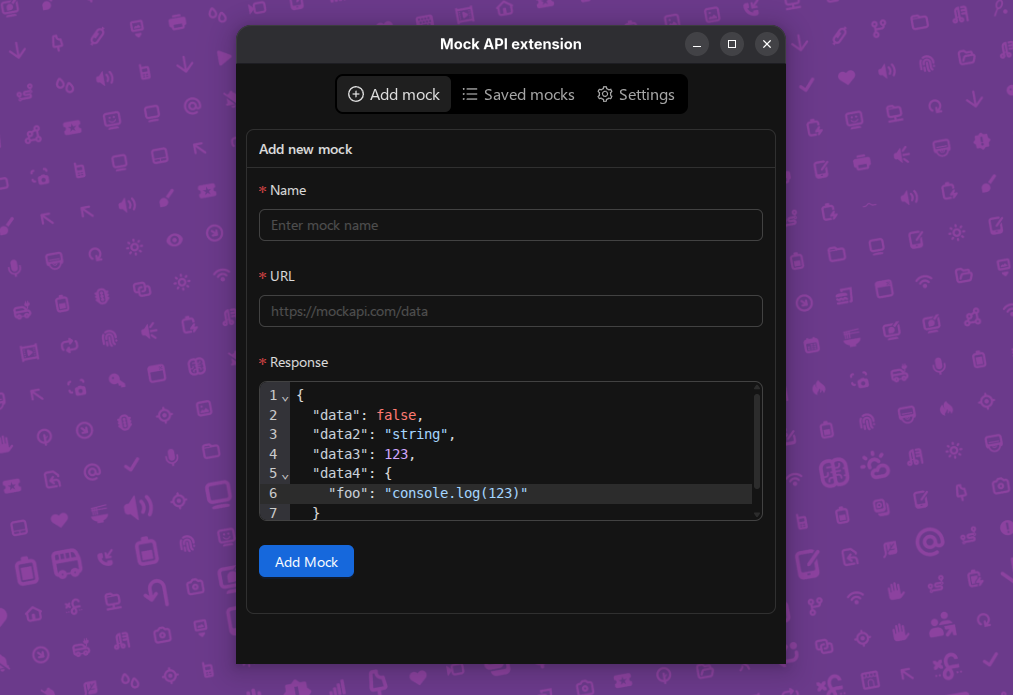 Mock API extension
Add mock
Saved mocks
Settings
Add new mock
* Name
Enter mock name
* URL
https://mockapi.com/data
* Response
1 {
2 "data": false,
3 "data2": "string",
4 "data3": 123,
5 "data4": {
6 "foo": "console.log(123)"
7 }
Add Mock